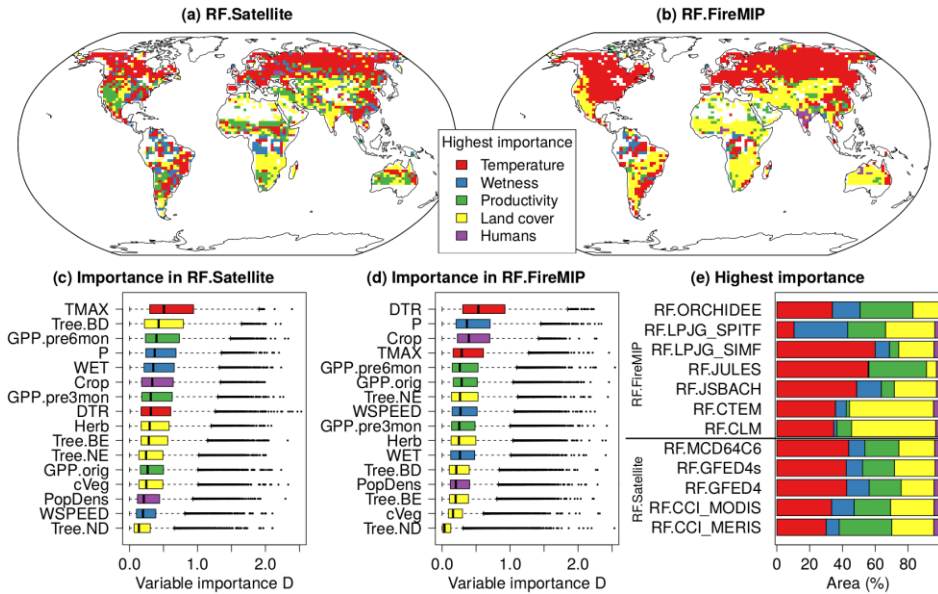 (a) RF.Satellite
(b) RF.FireMIP
Highest importance
Temperature
Wetness
Productivity
Land cover
Humans
(c) Importance in RF.Satellite
TMAX
Tree.BD
GPP.pre6mon
P
WET
Crop
GPP.pre3mon
DTR
Herb
Tree.BE
Tree.NE
GPP.orig
cVeg
PopDens
WSPEED
Tree.ND
0.0 1.0 2.0
Variable importance D
(d) Importance in RF.FireMIP
DTR
P
Crop
TMAX
GPP.pre6mon
GPP.orig
Tree.NE
WSPEED
GPP.pre3mon
Herb
WET
Tree.BD
PopDens
Tree.BE
cVeg
Tree.ND
0.0 1.0 2.0
Variable importance D
(e) Highest importance
RF.FireMIP
RF.ORCHIDEE
RF.LPJG_SPITF
RF.LPJG_SIMF
RF.JULES
RF.JSBACH
RF.CTEM
RF.CLM
RF.Satellite
RF.MCD64C6
RF.GFED4s
RF.GFED4
RF.CCI_MODIS
RF.CCI_MERIS
0 20 40 60 80
Area (%)